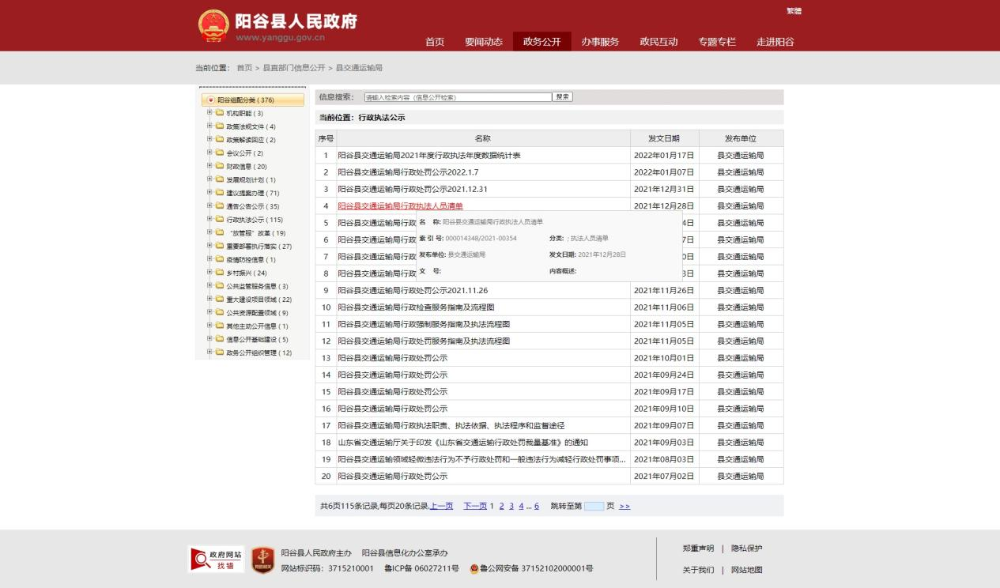 繁體
阳谷县人民政府
www.yanggu.gov.cn
首页 要闻动态 政务公开 办事服务 政民互动 专题专栏 走进阳谷
当前位置： 首页 > 县直部门信息公开 > 县交通运输局
阳谷组配分类 ( 376)
机构职能 ( 3)
政策法规文件 ( 4)
政策解读回应 ( 2)
会议公开 ( 2)
财政信息 ( 20)
发展规划计划 ( 1)
建议提案办理 ( 71)
通告公告公示 ( 35)
行政执法公示 ( 115)
“放管服”改革 ( 19)
重要部署执行落实 ( 27)
疫情防控信息 ( 1)
乡村振兴 ( 24)
公共监管服务信息 ( 3)
重大建设项目领域 ( 22)
公共资源配置领域 ( 9)
其他主动公开信息 ( 1)
信息公开基础建设 ( 5)
政务公开组织管理 ( 12)
信息搜索： 请输入检索内容（信息公开检索） 搜索
当前位置：行政执法公示
序号 名称 发文日期 发布单位
1 阳谷县交通运输局2021年度行政执法年度数据统计表 2022年01月17日 县交通运输局
2 阳谷县交通运输局行政处罚公示2022.1.7 2022年01月07日 县交通运输局
3 阳谷县交通运输局行政处罚公示2021.12.31 2021年12月31日 县交通运输局
4 阳谷县交通运输局行政执法人员清单 2021年12月28日 县交通运输局
5 阳谷县交通运输局行政 4日 县交通运输局
6 阳谷县交通运输局行政 7日 县交通运输局
7 阳谷县交通运输局行政 0日 县交通运输局
8 阳谷县交通运输局行政 3日 县交通运输局
名 称: 阳谷县交通运输局行政执法人员清单
索 引 号: 000014348/2021-00354 分类: ; 执法人员清单
发布单位: 县交通运输局 发文日期: 2021年12月28日
文 号: 内容概述:
9 阳谷县交通运输局行政处罚公示2021.11.26 2021年11月26日 县交通运输局
10 阳谷县交通运输局行政检查服务指南及流程图 2021年11月06日 县交通运输局
11 阳谷县交通运输局行政强制服务指南及执法流程图 2021年11月05日 县交通运输局
12 阳谷县交通运输局行政处罚服务指南及执法流程图 2021年11月05日 县交通运输局
13 阳谷县交通运输局行政处罚公示 2021年10月01日 县交通运输局
14 阳谷县交通运输局行政处罚公示 2021年09月24日 县交通运输局
15 阳谷县交通运输局行政处罚公示 2021年09月17日 县交通运输局
16 阳谷县交通运输局行政处罚公示 2021年09月10日 县交通运输局
17 阳谷县交通运输局行政执法职责、执法依据、执法程序和监督途径 2021年09月07日 县交通运输局
18 山东省交通运输厅关于印发《山东省交通运输行政处罚裁量基准》的通知 2021年09月03日 县交通运输局
19 阳谷县交通运输领域轻微违法行为不予行政处罚和一般违法行为减轻行政处罚事项... 2021年08月03日 县交通运输局
20 阳谷县交通运输局行政处罚公示 2021年07月02日 县交通运输局
共6页115条记录,每页20条记录,上一页 下一页 1 2 3 4 ... 6 跳转至第 页 >>
政府网站
找错
阳谷县人民政府主办 阳谷县信息化办公室承办
网站标识码：3715210001 鲁ICP备 06027211号 鲁公网安备 37152102000001号
郑重声明 | 隐私保护
关于我们 | 网站地图